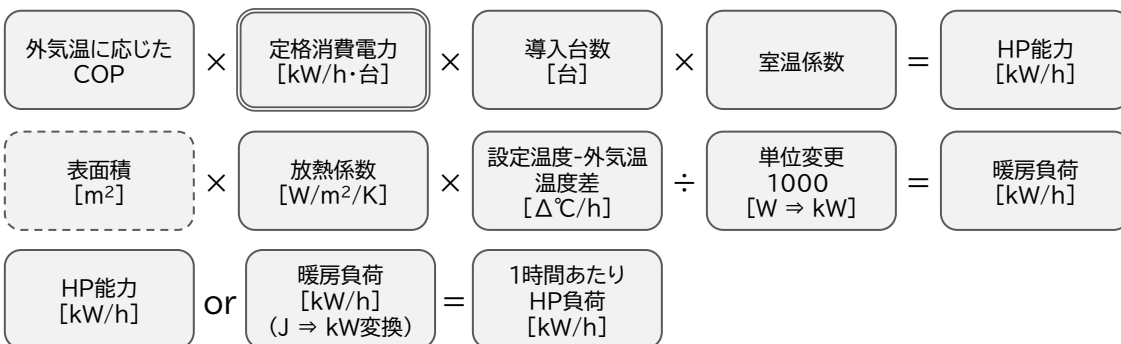 外気温に応じた
COP
×
定格消費電力
[kW/h・台]
×
導入台数
[台]
×
室温係数
=
HP能力
[kW/h]
表面積
[m²]
×
放熱係数
[W/m²/K]
×
設定温度-外気温
温度差
[Δ℃/h]
÷
単位変更
1000
[W ⇒ kW]
=
暖房負荷
[kW/h]
HP能力
[kW/h]
or
暖房負荷
[kW/h]
(J ⇒ kW変換)
=
1時間あたり
HP負荷
[kW/h]